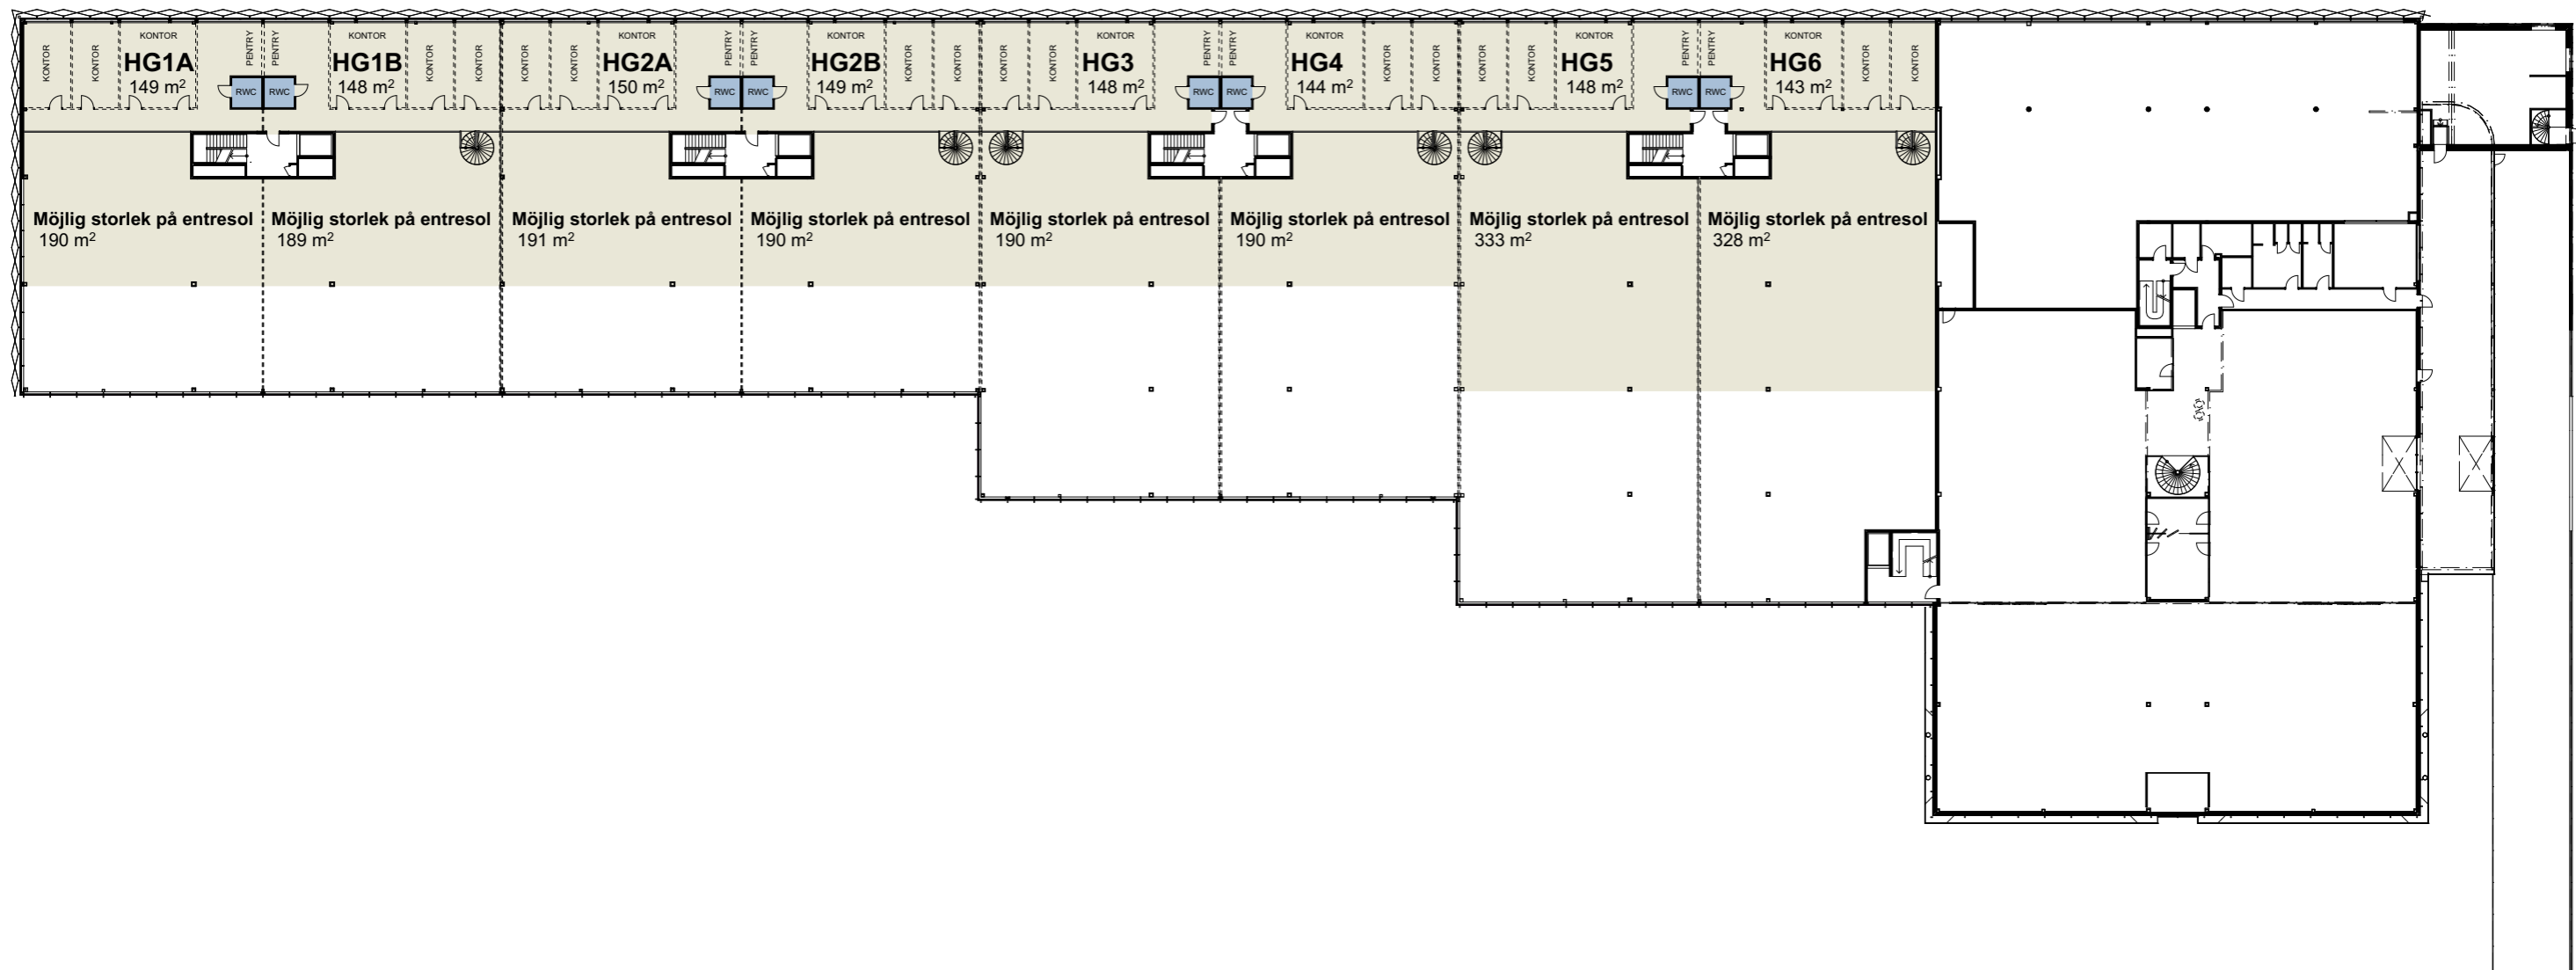 KONTOR
KONTOR
KONTOR
HG1A
149 m²
PENTRY
PENTRY
RWC
RWC
KONTOR
HG1B
148 m²
KONTOR
KONTOR
KONTOR
KONTOR
KONTOR
HG2A
150 m²
PENTRY
PENTRY
RWC
RWC
KONTOR
HG2B
149 m²
KONTOR
KONTOR
KONTOR
KONTOR
KONTOR
HG3
148 m²
PENTRY
PENTRY
RWC
RWC
KONTOR
HG4
144 m²
KONTOR
KONTOR
KONTOR
KONTOR
KONTOR
HG5
148 m²
PENTRY
PENTRY
RWC
RWC
KONTOR
HG6
143 m²
KONTOR
KONTOR
Möjlig storlek på entresol
190 m²
Möjlig storlek på entresol
189 m²
Möjlig storlek på entresol
191 m²
Möjlig storlek på entresol
190 m²
Möjlig storlek på entresol
190 m²
Möjlig storlek på entresol
190 m²
Möjlig storlek på entresol
333 m²
Möjlig storlek på entresol
328 m²